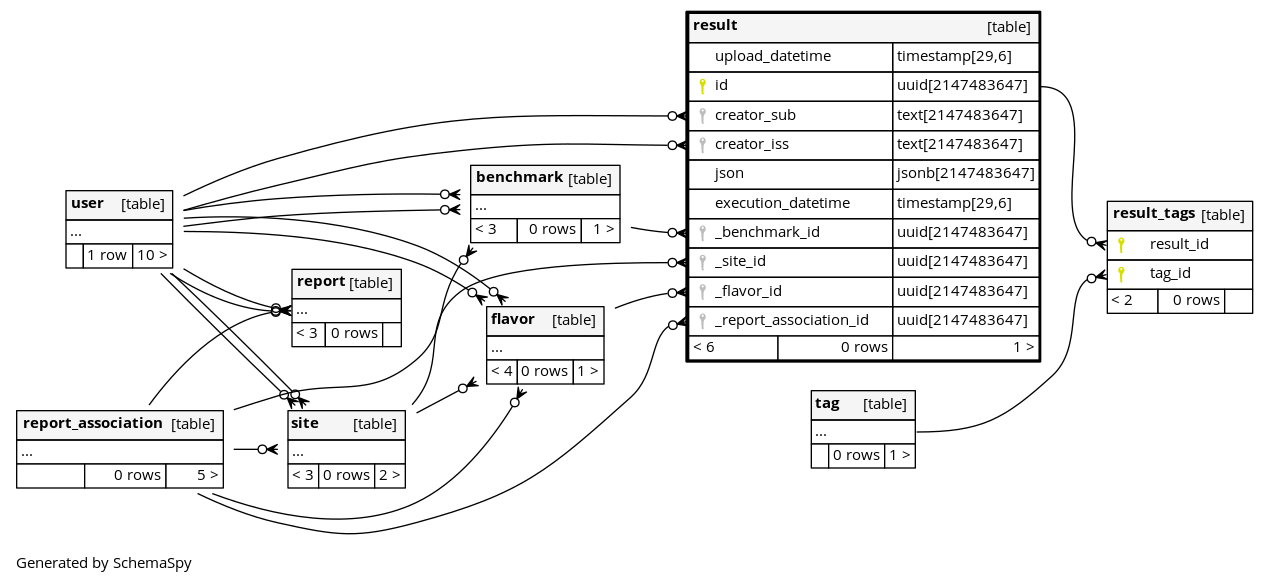 result [table]
upload_datetime timestamp[29,6]
id uuid[2147483647]
creator_sub text[2147483647]
creator_iss text[2147483647]
json jsonb[2147483647]
execution_datetime timestamp[29,6]
_benchmark_id uuid[2147483647]
_site_id uuid[2147483647]
_flavor_id uuid[2147483647]
_report_association_id uuid[2147483647]
< 6 0 rows 1 >
benchmark [table]
...
< 3 0 rows 1 >
user [table]
...
1 row 10 >
result_tags [table]
result_id
tag_id
< 2 0 rows
report [table]
...
< 3 0 rows
flavor [table]
...
< 4 0 rows 1 >
tag [table]
...
0 rows 1 >
report_association [table]
...
0 rows 5 >
site [table]
...
< 3 0 rows 2 >
Generated by SchemaSpy